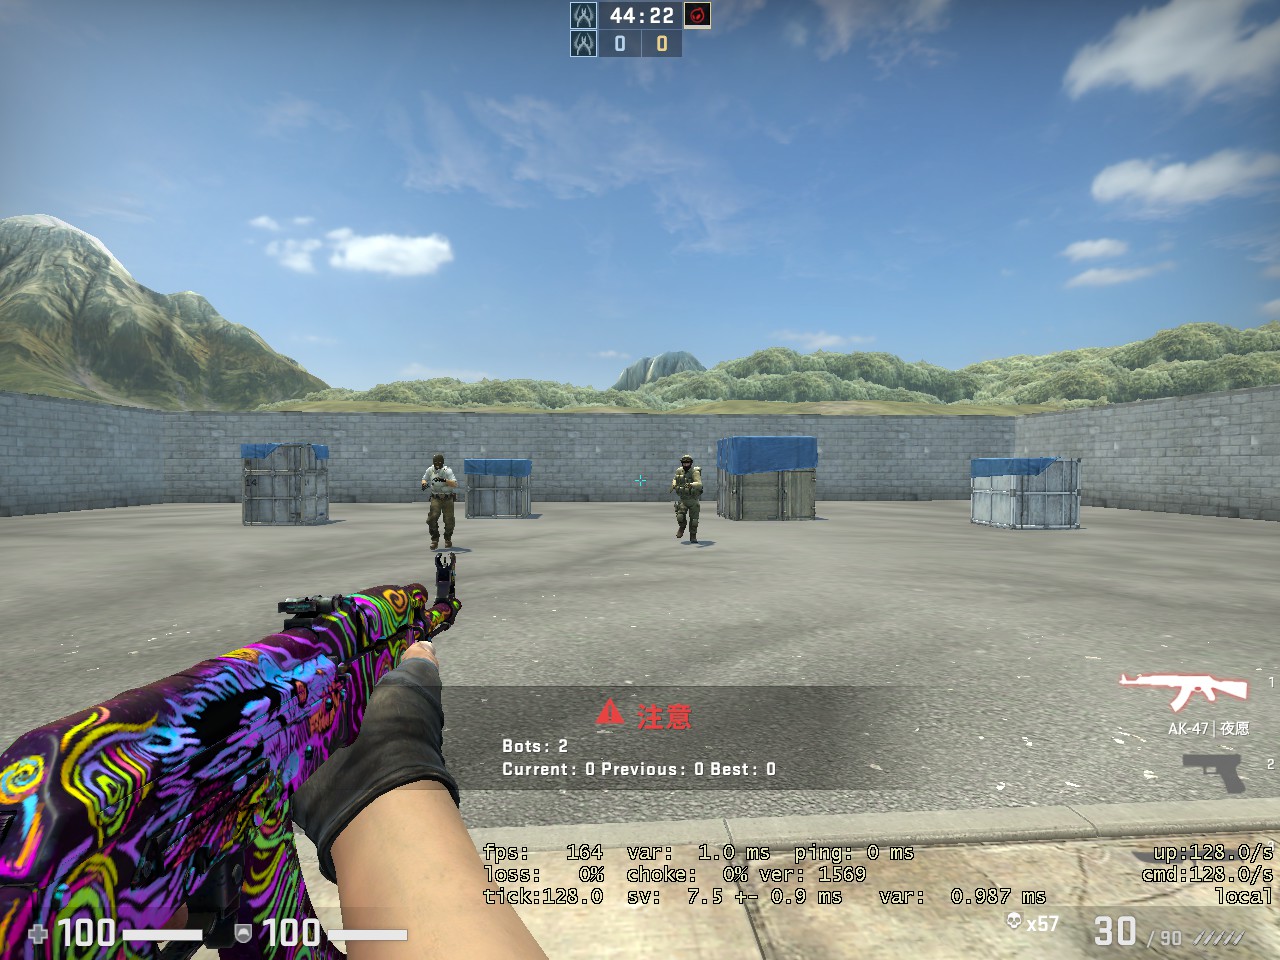 44:22
0 0
14
注意
Bots: 2
Current: 0 Previous: 0 Best: 0
1
AK-47 | 夜愿
2
fps: 164 var: 1.0 ms ping: 0 ms
loss: 0% choke: 0% ver: 1569
tick:128.0 sv: 7.5 +- 0.9 ms var: 0.987 ms
up:128.0/s
cmd:128.0/s
local
100 100
x57
30 / 90